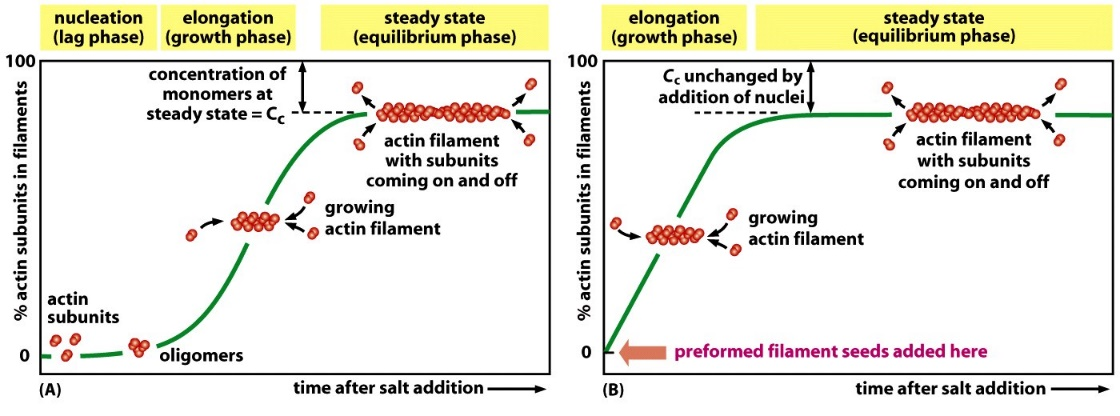 nucleation
(lag phase)
elongation
(growth phase)
steady state
(equilibrium phase)
100
concentration of
monomers at
steady state = Cc
actin filament
with subunits
coming on and off
growing
actin filament
actin
subunits
oligomers
0
% actin subunits in filaments
(A)
time after salt addition
elongation
(growth phase)
steady state
(equilibrium phase)
100
Cc unchanged by
addition of nuclei
actin filament
with subunits
coming on and off
growing
actin filament
0
preformed filament seeds added here
% actin subunits in filaments
(B)
time after salt addition